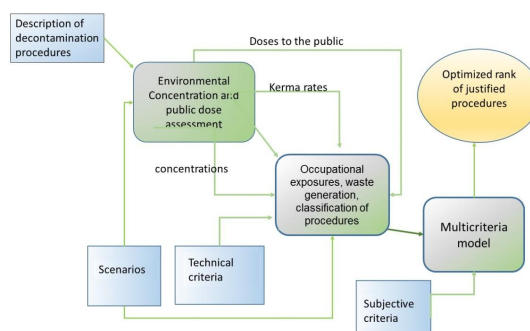 Description of
decontamination
procedures
Doses to the public
Environmental
Concentration and
public dose
assessment
Kerma rates
Optimized rank
of justified
procedures
concentrations
Occupational
exposures, waste
generation,
classification of
procedures
Multicriteria
model
Scenarios
Technical
criteria
Subjective
criteria